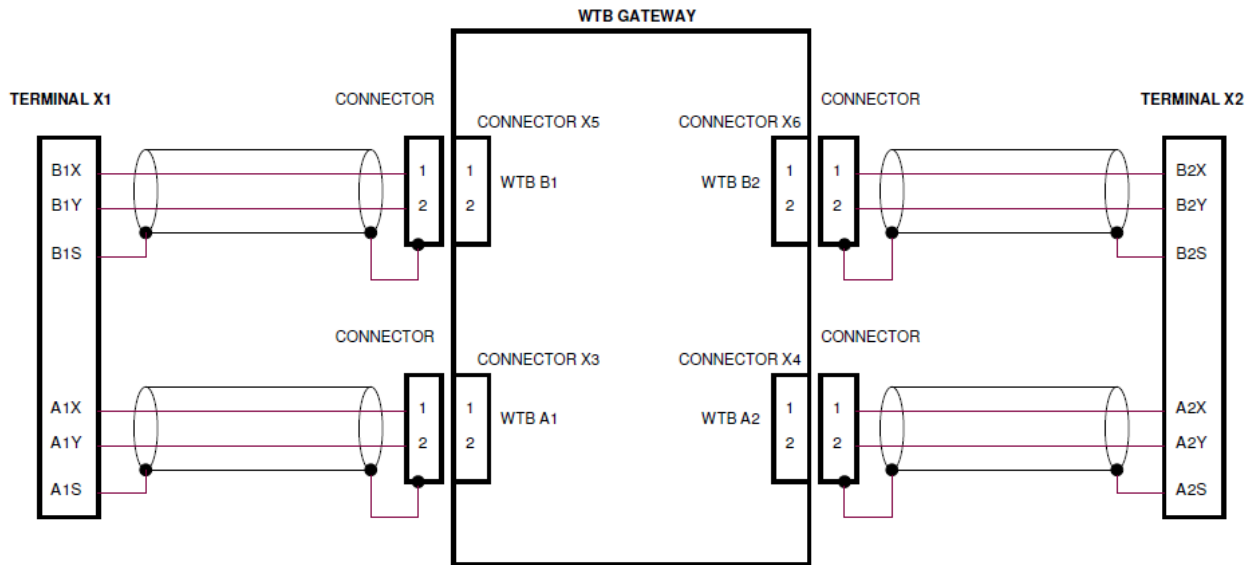 WTB GATEWAY
TERMINAL X1 CONNECTOR CONNECTOR TERMINAL X2
CONNECTOR X5 CONNECTOR X6
B1X 1 1 1 1 B2X
WTB B1 WTB B2
B1Y 2 2 2 2 B2Y
B1S B2S
CONNECTOR CONNECTOR
CONNECTOR X3 CONNECTOR X4
A1X 1 1 1 1 A2X
WTB A1 WTB A2
A1Y 2 2 2 2 A2Y
A1S A2S